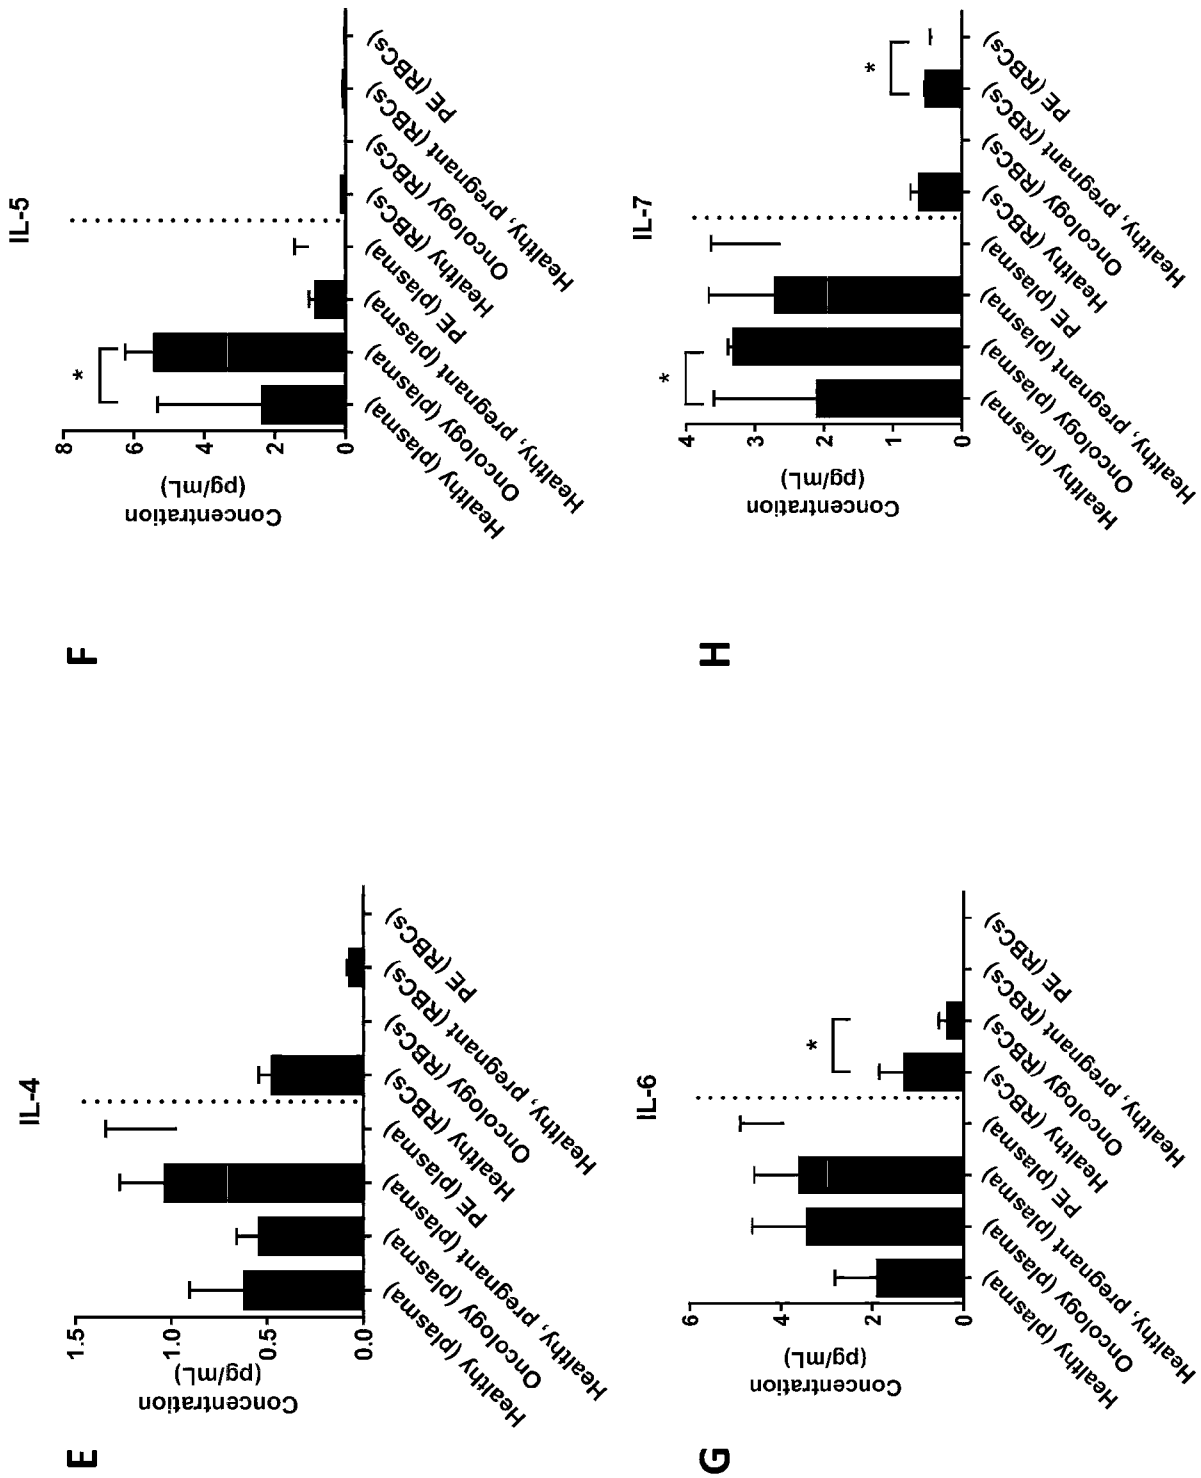 E
IL-4
Concentration
(pg/mL)
1.5
1.0
0.5
0.0
Healthy (plasma)
Oncology (plasma)
Healthy, pregnant (plasma)
PE (plasma)
Healthy (RBCs)
Oncology (RBCs)
Healthy, pregnant (RBCs)
PE (RBCs)
F
IL-5
Concentration
(pg/mL)
8
6
4
2
0
*
Healthy (plasma)
Oncology (plasma)
Healthy, pregnant (plasma)
PE (plasma)
Healthy (RBCs)
Oncology (RBCs)
Healthy, pregnant (RBCs)
PE (RBCs)
G
IL-6
Concentration
(pg/mL)
6
4
2
0
*
Healthy (plasma)
Oncology (plasma)
Healthy, pregnant (plasma)
PE (plasma)
Healthy (RBCs)
Oncology (RBCs)
Healthy, pregnant (RBCs)
PE (RBCs)
H
IL-7
Concentration
(pg/mL)
4
3
2
1
0
*
*
Healthy (plasma)
Oncology (plasma)
Healthy, pregnant (plasma)
PE (plasma)
Healthy (RBCs)
Oncology (RBCs)
Healthy, pregnant (RBCs)
PE (RBCs)